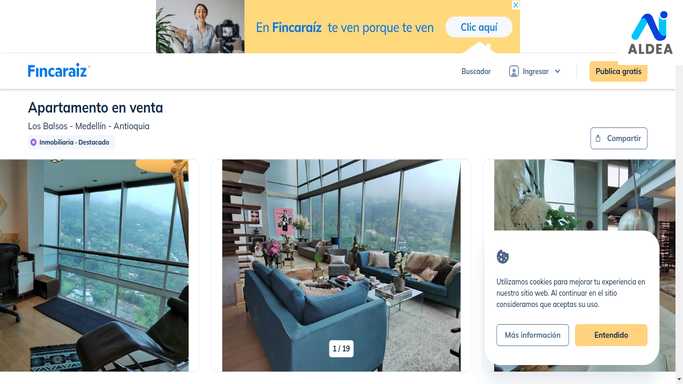 En Fincaraíz te ven porque te ven
Clic aquí
ALDEA
Fincaraiz
Buscador
Ingresar
Publica gratis
Apartamento en venta
Los Balsos - Medellín - Antioquia
Inmobiliaria - Destacado
Compartir
1 / 19
Utilizamos cookies para mejorar tu experiencia en
nuestro sitio web. Al continuar en el sitio
consideramos que aceptas su uso.
Más información
Entendido